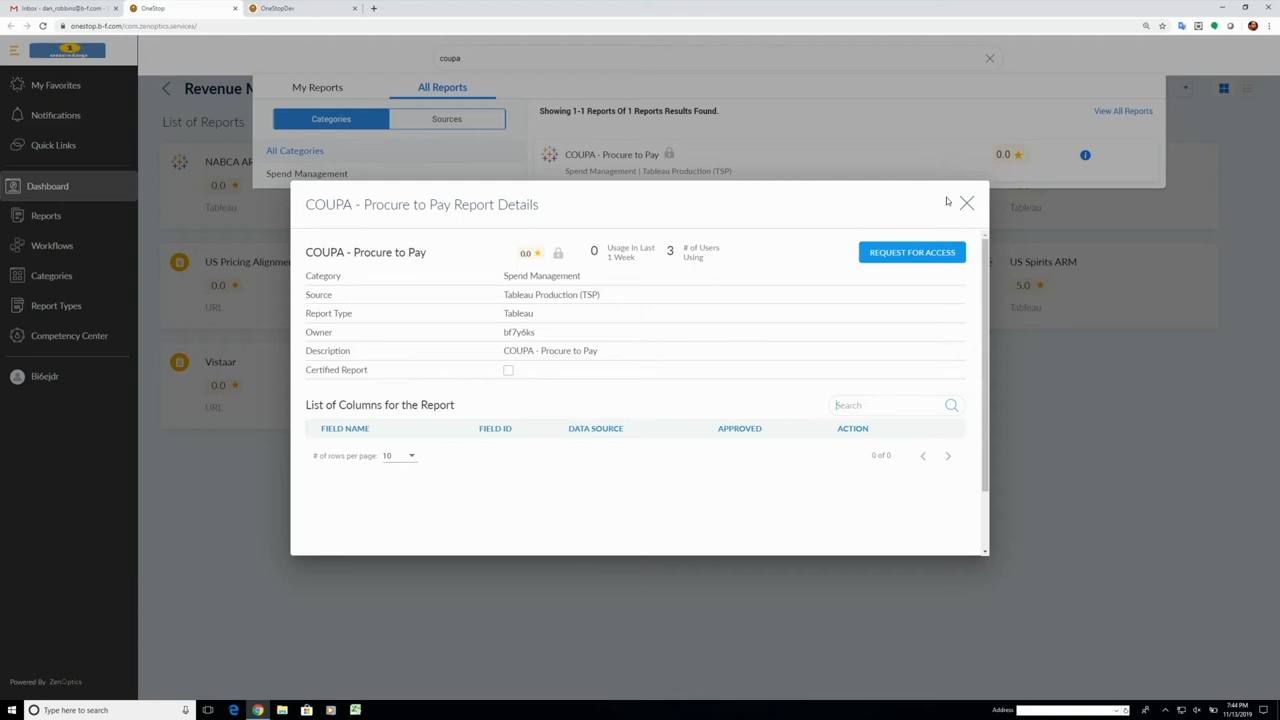 Inbox - dan_robbins@b-f.com -
OneStop
OneStopDev
onestop.b-f.com/com.zenoptics.services/
1
onestop
coupa
My Favorites
Notifications
Quick Links
Dashboard
Reports
Workflows
Categories
Report Types
Competency Center
Bi6ejdr
Powered By ZenOptics
Revenue M
List of Reports
My Reports
All Reports
Categories
Sources
All Categories
Spend Management
Showing 1-1 Reports Of 1 Reports Results Found.
View All Reports
COUPA - Procure to Pay
0.0
Spend Management | Tableau Production (TSP)
NABCA AR
0.0
Tableau
Tableau
US Pricing Alignme
0.0
URL
US Spirits ARM
5.0
Tableau
Vistaar
0.0
URL
COUPA - Procure to Pay Report Details
COUPA - Procure to Pay
0.0
0
Usage In Last
1 Week
3
# of Users
Using
REQUEST FOR ACCESS
Category Spend Management
Source Tableau Production (TSP)
Report Type Tableau
Owner bf7y6ks
Description COUPA - Procure to Pay
Certified Report
List of Columns for the Report
Search
FIELD NAME FIELD ID DATA SOURCE APPROVED ACTION
# of rows per page: 10
0 of 0
Type here to search
Address
7:44 PM
11/13/2019